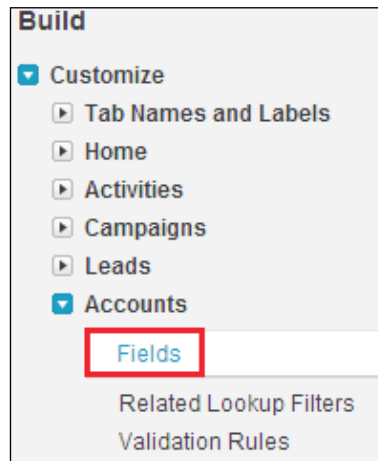 Build
Customize
Tab Names and Labels
Home
Activities
Campaigns
Leads
Accounts
Fields
Related Lookup Filters
Validation Rules